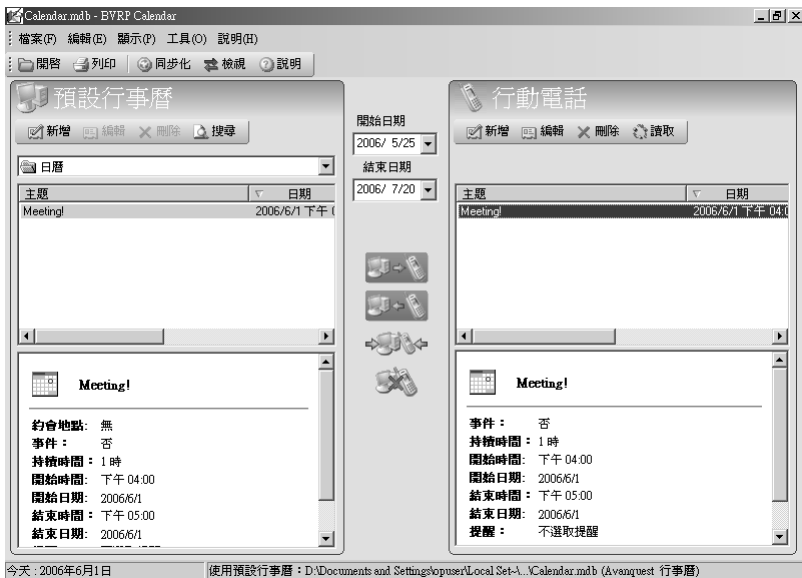 Calendar.mdb - BVRP Calendar
檔案(F) 編輯(E) 顯示(P) 工具(O) 說明(H)
開啓 列印 同步化 檢視 說明
預設行事曆
新增 編輯 刪除 搜尋
日曆
主題 日期
Meeting! 2006/6/1 下午 0
Meeting!
約會地點: 無
事件: 否
持續時間: 1 時
開始時間: 下午 04:00
開始日期: 2006/6/1
結束時間: 下午 05:00
結束日期: 2006/6/1
開始日期
2006/ 5/25
結束日期
2006/ 7/20
行動電話
新增 編輯 刪除 讀取
主題 日期
Meeting! 2006/6/1 下午 04:0
Meeting!
事件: 否
持續時間: 1 時
開始時間: 下午 04:00
開始日期: 2006/6/1
結束時間: 下午 05:00
結束日期: 2006/6/1
提醒: 不選取提醒
今天 : 2006年6月1日
使用預設行事曆:D:\Documents and Settings\opuser\Local Set~\...\Calendar.mdb (Avanquest 行事曆)